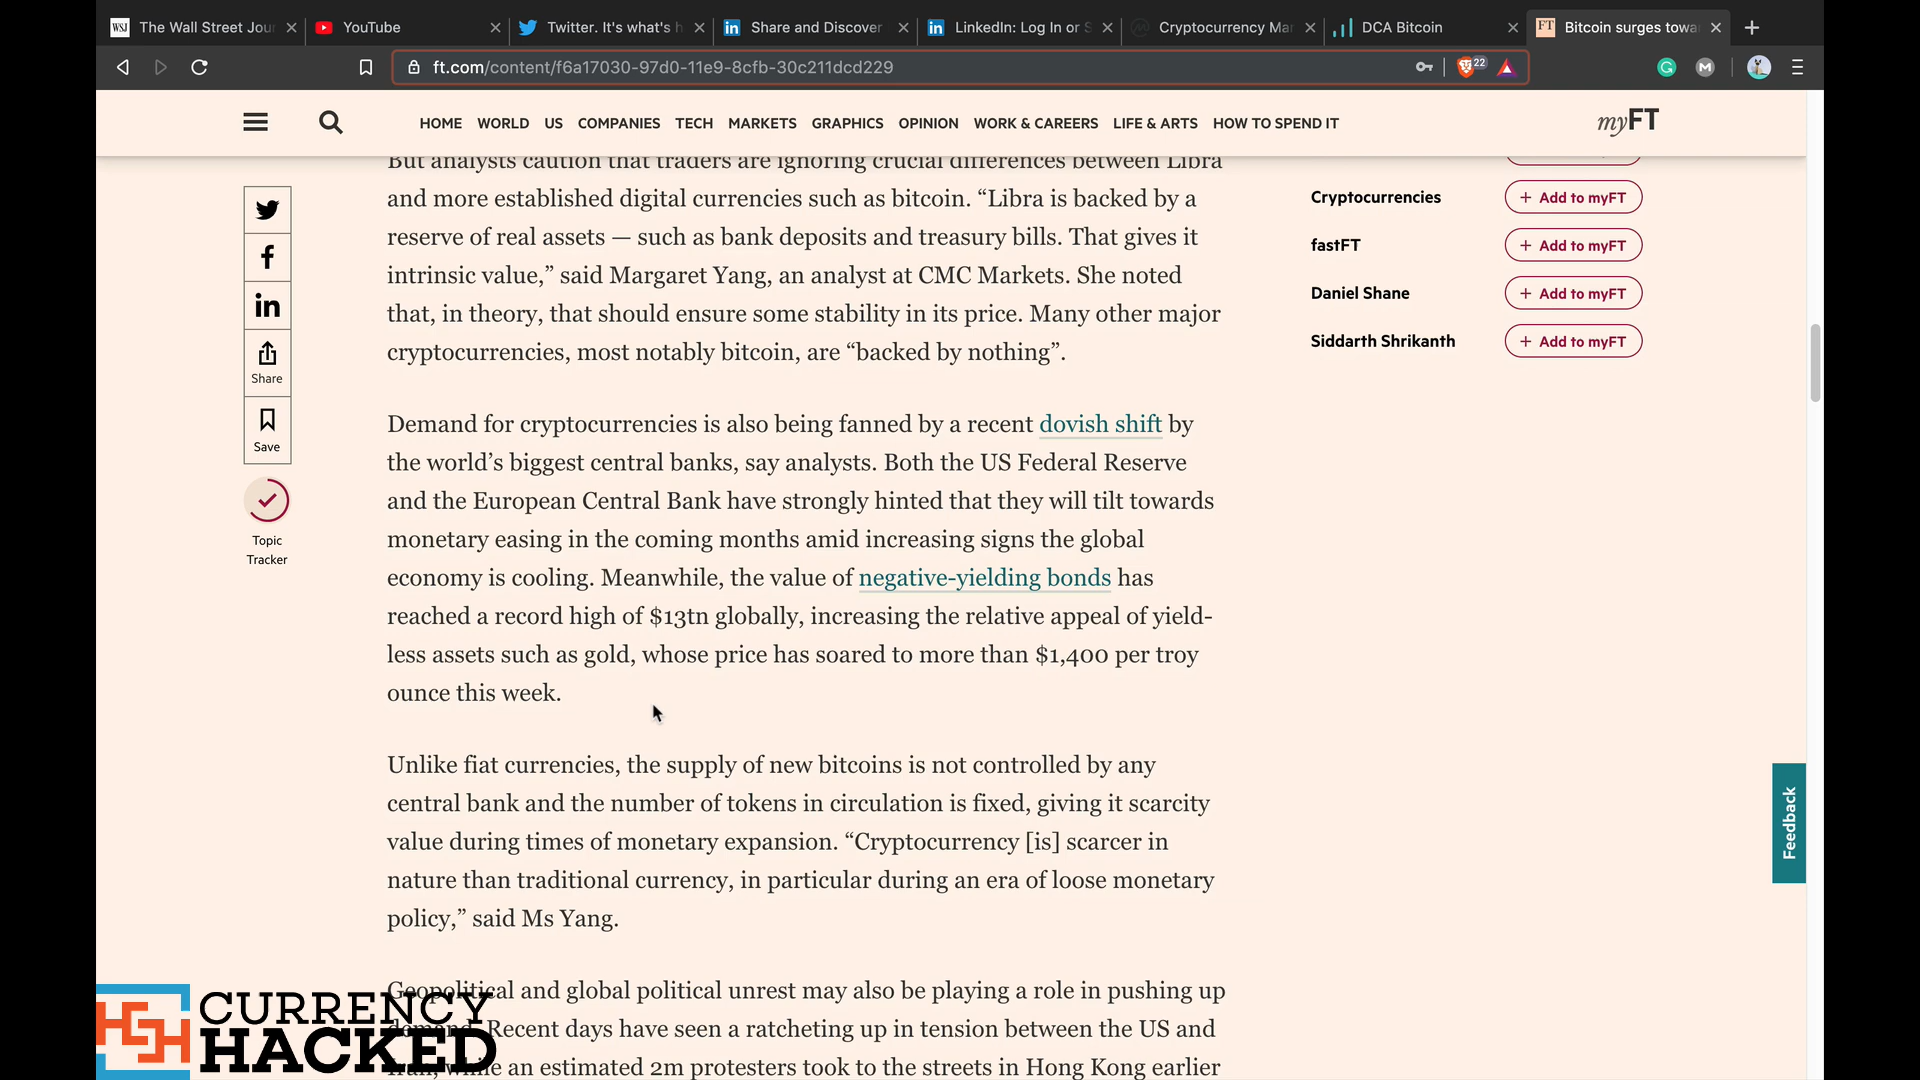 WSJ The Wall Street Jou
YouTube
Twitter. It's what's h
in Share and Discover
in LinkedIn: Log In or S
Cryptocurrency Mar
DCA Bitcoin
FT Bitcoin surges towa
ft.com/content/f6a17030-97d0-11e9-8cfb-30c211dcd229
22
G
M
HOME WORLD US COMPANIES TECH MARKETS GRAPHICS OPINION WORK & CAREERS LIFE & ARTS HOW TO SPEND IT
myFT
But analysts caution that traders are ignoring crucial differences between Libra
and more established digital currencies such as bitcoin. “Libra is backed by a
reserve of real assets — such as bank deposits and treasury bills. That gives it
intrinsic value,” said Margaret Yang, an analyst at CMC Markets. She noted
that, in theory, that should ensure some stability in its price. Many other major
cryptocurrencies, most notably bitcoin, are “backed by nothing”.
Demand for cryptocurrencies is also being fanned by a recent dovish shift by
the world’s biggest central banks, say analysts. Both the US Federal Reserve
and the European Central Bank have strongly hinted that they will tilt towards
monetary easing in the coming months amid increasing signs the global
economy is cooling. Meanwhile, the value of negative-yielding bonds has
reached a record high of $13tn globally, increasing the relative appeal of yield-
less assets such as gold, whose price has soared to more than $1,400 per troy
ounce this week.
Unlike fiat currencies, the supply of new bitcoins is not controlled by any
central bank and the number of tokens in circulation is fixed, giving it scarcity
value during times of monetary expansion. “Cryptocurrency [is] scarcer in
nature than traditional currency, in particular during an era of loose monetary
policy,” said Ms Yang.
Geopolitical and global political unrest may also be playing a role in pushing up
demand. Recent days have seen a ratcheting up in tension between the US and
Iran, while an estimated 2m protesters took to the streets in Hong Kong earlier
in
Share
Save
Topic
Tracker
Cryptocurrencies + Add to myFT
fastFT + Add to myFT
Daniel Shane + Add to myFT
Siddarth Shrikanth + Add to myFT
Feedback
CURRENCY
HACKED